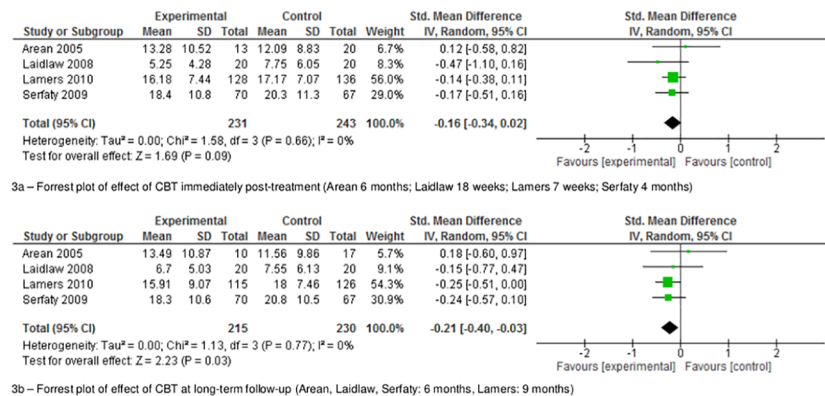 Experimental Control Std. Mean Difference Std. Mean Difference
Study or Subgroup Mean SD Total Mean SD Total Weight IV, Random, 95% CI IV, Random, 95% CI
Arean 2005 13.28 10.52 13 12.09 8.83 20 6.7% 0.12 [-0.58, 0.82]
Laidlaw 2008 5.25 4.28 20 7.75 6.05 20 8.3% -0.47 [-1.10, 0.16]
Lamers 2010 16.18 7.44 128 17.17 7.07 136 56.0% -0.14 [-0.38, 0.11]
Serfaty 2009 18.4 10.8 70 20.3 11.3 67 29.0% -0.17 [-0.51, 0.16]
Total (95% CI) 231 243 100.0% -0.16 [-0.34, 0.02]
Heterogeneity: Tau² = 0.00; Chi² = 1.58, df = 3 (P = 0.66); I² = 0%
Test for overall effect: Z = 1.69 (P = 0.09)
-2 -1 0 1 2
Favours [experimental] Favours [control]
3a – Forrest plot of effect of CBT immediately post-treatment (Arean 6 months; Laidlaw 18 weeks; Lamers 7 weeks; Serfaty 4 months)
Experimental Control Std. Mean Difference Std. Mean Difference
Study or Subgroup Mean SD Total Mean SD Total Weight IV, Random, 95% CI IV, Random, 95% CI
Arean 2005 13.49 10.87 10 11.56 9.86 17 5.7% 0.18 [-0.60, 0.97]
Laidlaw 2008 6.7 5.03 20 7.55 6.13 20 9.1% -0.15 [-0.77, 0.47]
Lamers 2010 15.91 9.07 115 18 7.46 126 54.3% -0.25 [-0.51, 0.00]
Serfaty 2009 18.3 10.6 70 20.8 10.5 67 30.9% -0.24 [-0.57, 0.10]
Total (95% CI) 215 230 100.0% -0.21 [-0.40, -0.03]
Heterogeneity: Tau² = 0.00; Chi² = 1.13, df = 3 (P = 0.77); I² = 0%
Test for overall effect: Z = 2.23 (P = 0.03)
-2 -1 0 1 2
Favours [experimental] Favours [control]
3b – Forrest plot of effect of CBT at long-term follow-up (Arean, Laidlaw, Serfaty: 6 months, Lamers: 9 months)